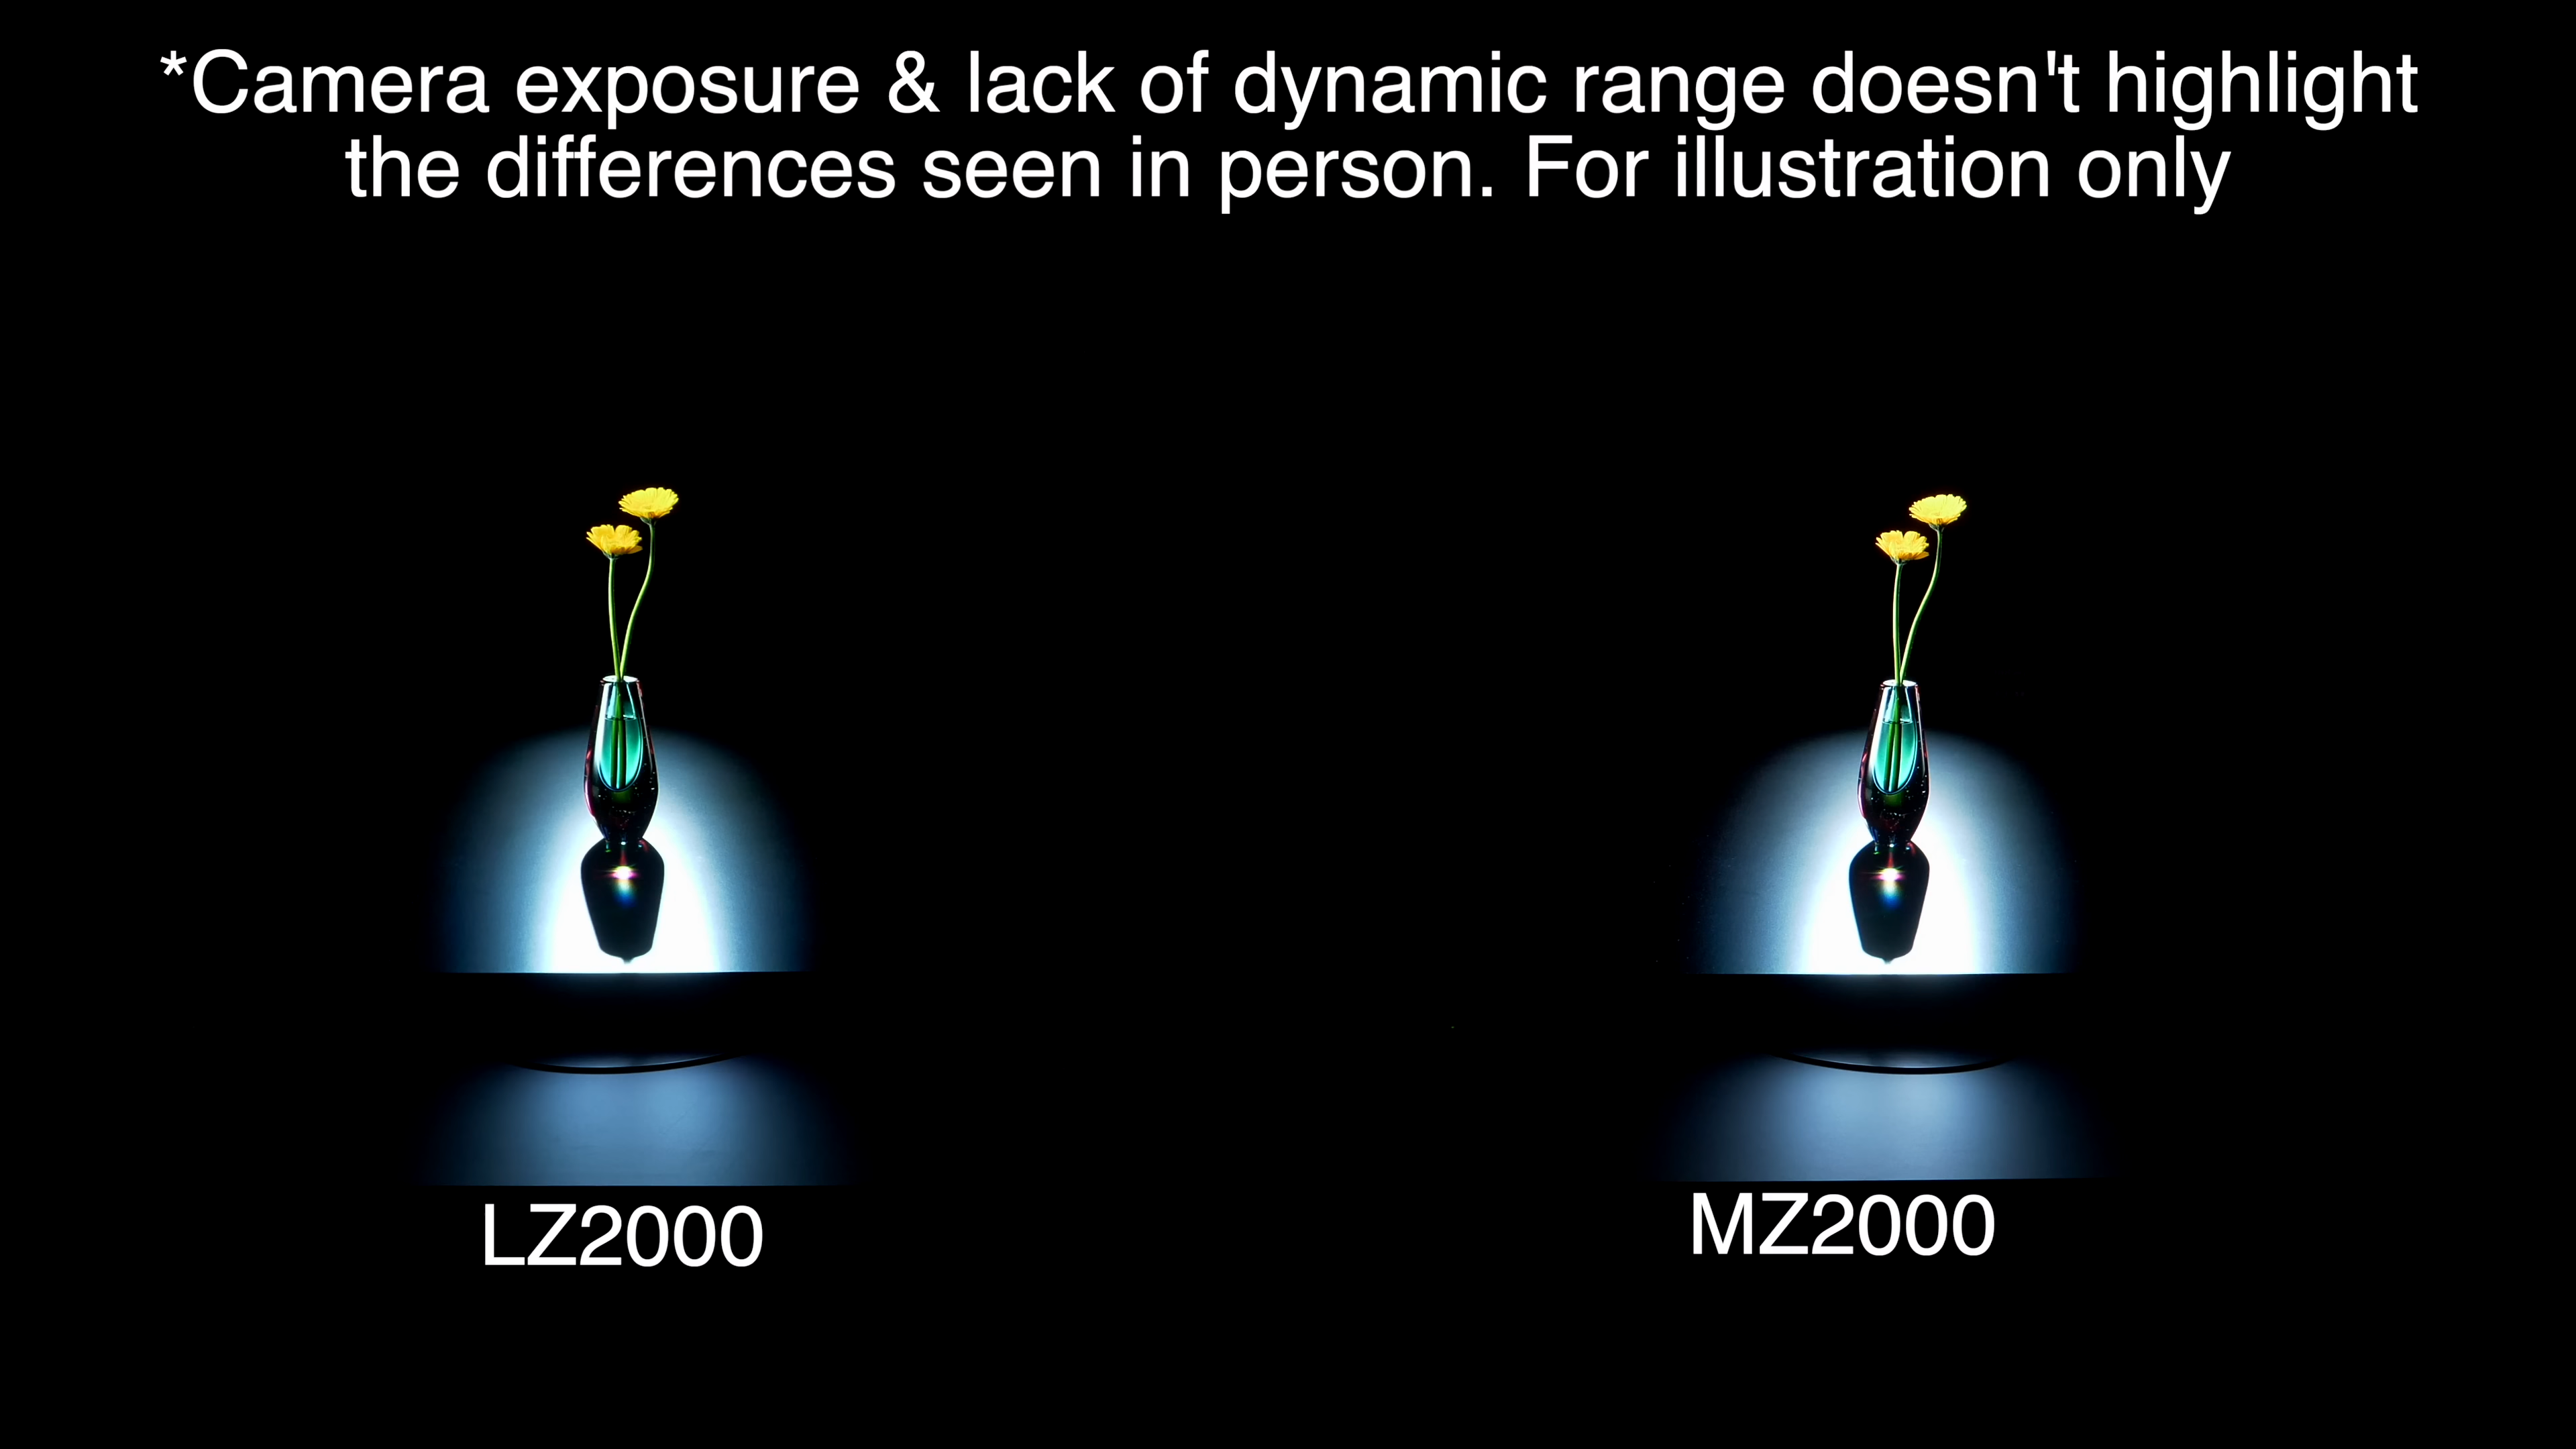 *Camera exposure & lack of dynamic range doesn't highlight
the differences seen in person. For illustration only
LZ2000
MZ2000